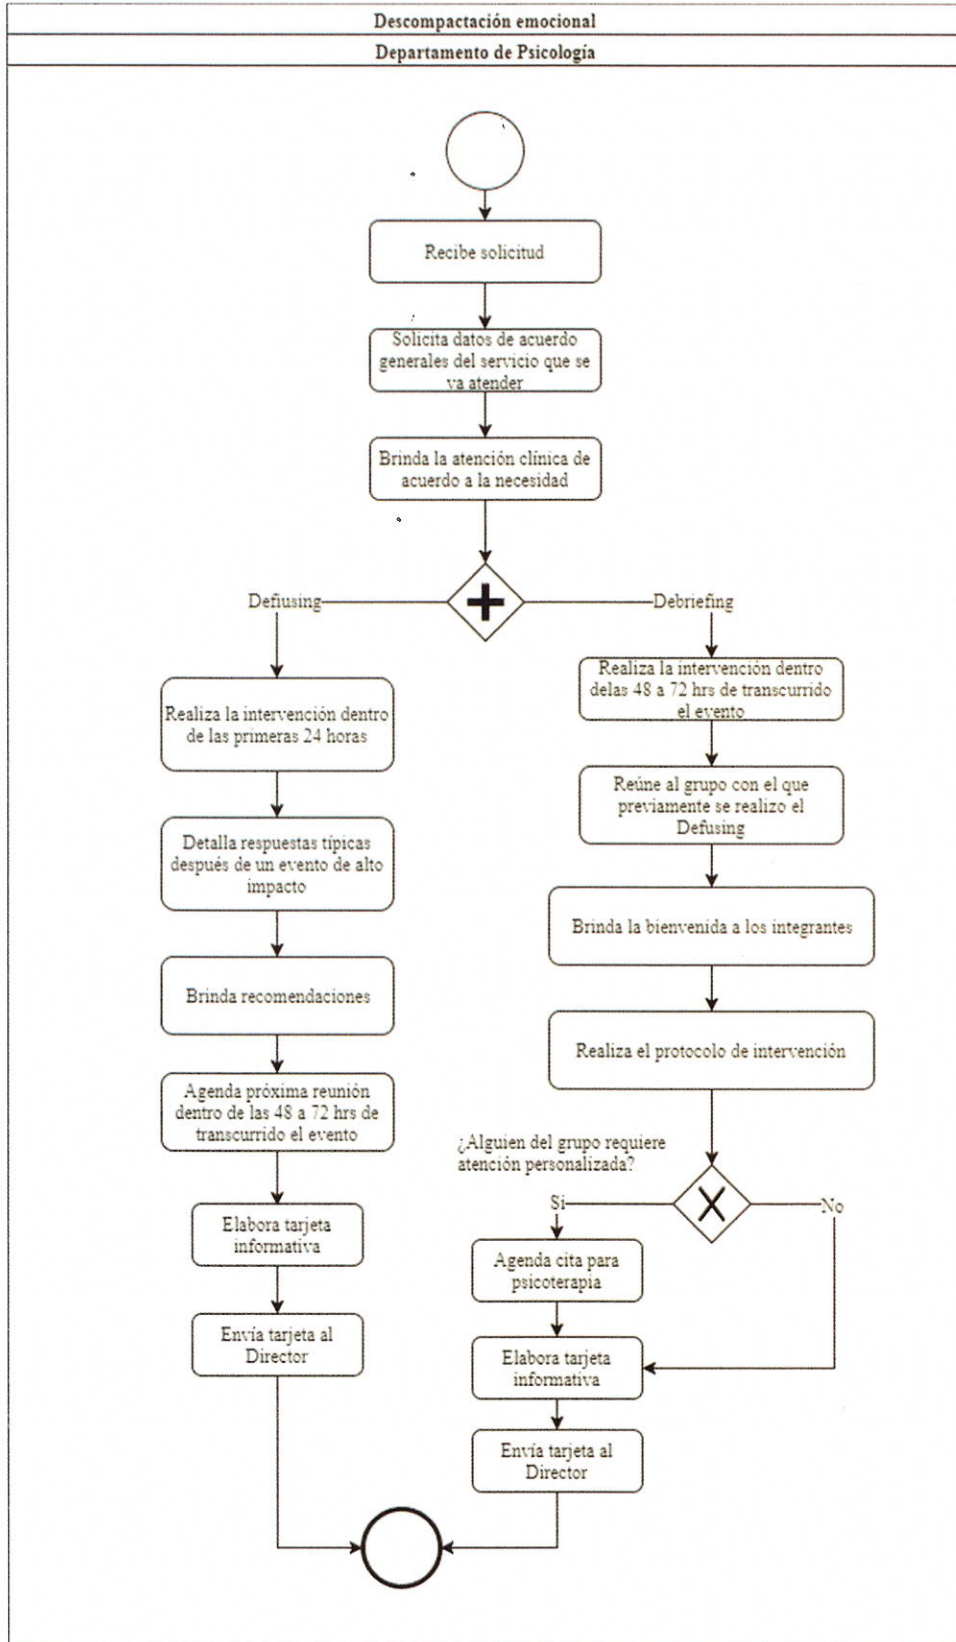 Descompactación emocional
Departamento de Psicología
Recibe solicitud
Solicita datos de acuerdo
generales del servicio que se
va atender
Brinda la atención clínica de
acuerdo a la necesidad
Defiusing
Debriefing
Realiza la intervención dentro
de las primeras 24 horas
Detalla respuestas típicas
después de un evento de alto
impacto
Brinda recomendaciones
Agenda próxima reunión
dentro de las 48 a 72 hrs de
transcurrido el evento
Elabora tarjeta
informativa
Envía tarjeta al
Director
Realiza la intervención dentro
delas 48 a 72 hrs de transcurrido
el evento
Reúne al grupo con el que
previamente se realizo el
Defusing
Brinda la bienvenida a los integrantes
Realiza el protocolo de intervención
¿Alguien del grupo requiere
atención personalizada?
Si
No
Agenda cita para
psicoterapia
Elabora tarjeta
informativa
Envía tarjeta al
Director